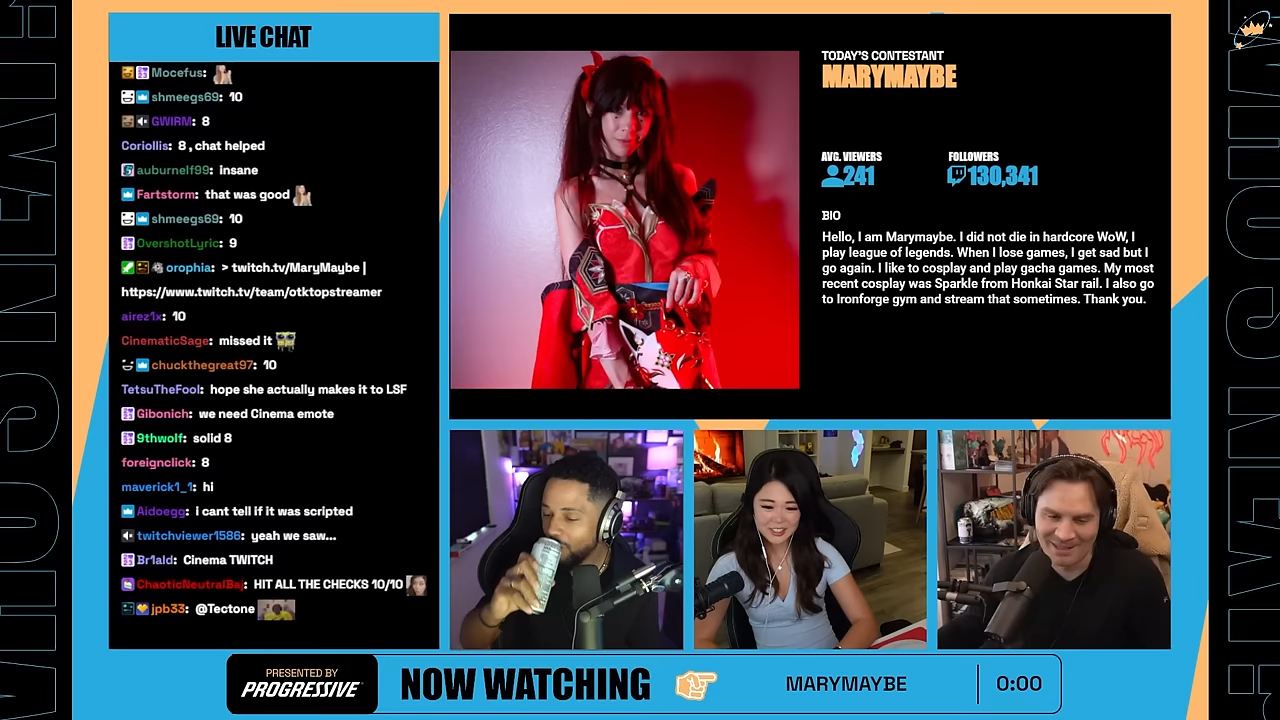 LIVE CHAT
Mocefus:
shmeegs69: 10
GWIRM: 8
Coriollis: 8 , chat helped
auburnelf99: insane
Fartstorm: that was good
shmeegs69: 10
OvershotLyric: 9
orophia: > twitch.tv/MaryMaybe |
https://www.twitch.tv/team/otktopstreamer
airez1x: 10
CinematicSage: missed it
chuckthegreat97: 10
TetsuTheFool: hope she actually makes it to LSF
Gibonich: we need Cinema emote
9thwolf: solid 8
foreignclick: 8
maverick1_1: hi
Aidoegg: i cant tell if it was scripted
twitchviewer1586: yeah we saw...
Br1ald: Cinema TWITCH
ChaoticNeutralBaj: HIT ALL THE CHECKS 10/10
jpb33: @Tectone
TODAY'S CONTESTANT
MARYMAYBE
AVG. VIEWERS
241
FOLLOWERS
130,341
BIO
Hello, I am Marymaybe. I did not die in hardcore WoW, I
play league of legends. When I lose games, I get sad but I
go again. I like to cosplay and play gacha games. My most
recent cosplay was Sparkle from Honkai Star rail. I also go
to Ironforge gym and stream that sometimes. Thank you.
PRESENTED BY
PROGRESSIVE
NOW WATCHING
MARYMAYBE
0:00